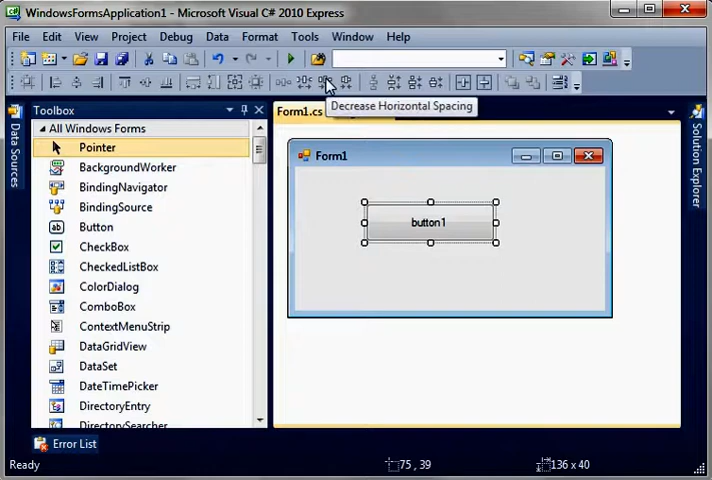 WindowsFormsApplication1 - Microsoft Visual C# 2010 Express
File Edit View Project Debug Data Format Tools Window Help
Decrease Horizontal Spacing
Toolbox
Form1.cs
Data Sources
Solution Explorer
All Windows Forms
Pointer
BackgroundWorker
BindingNavigator
BindingSource
Button
CheckBox
CheckedListBox
ColorDialog
ComboBox
ContextMenuStrip
DataGridView
DataSet
DateTimePicker
DirectoryEntry
DirectorySearcher
Form1
button1
Error List
Ready
75 , 39
136 x 40